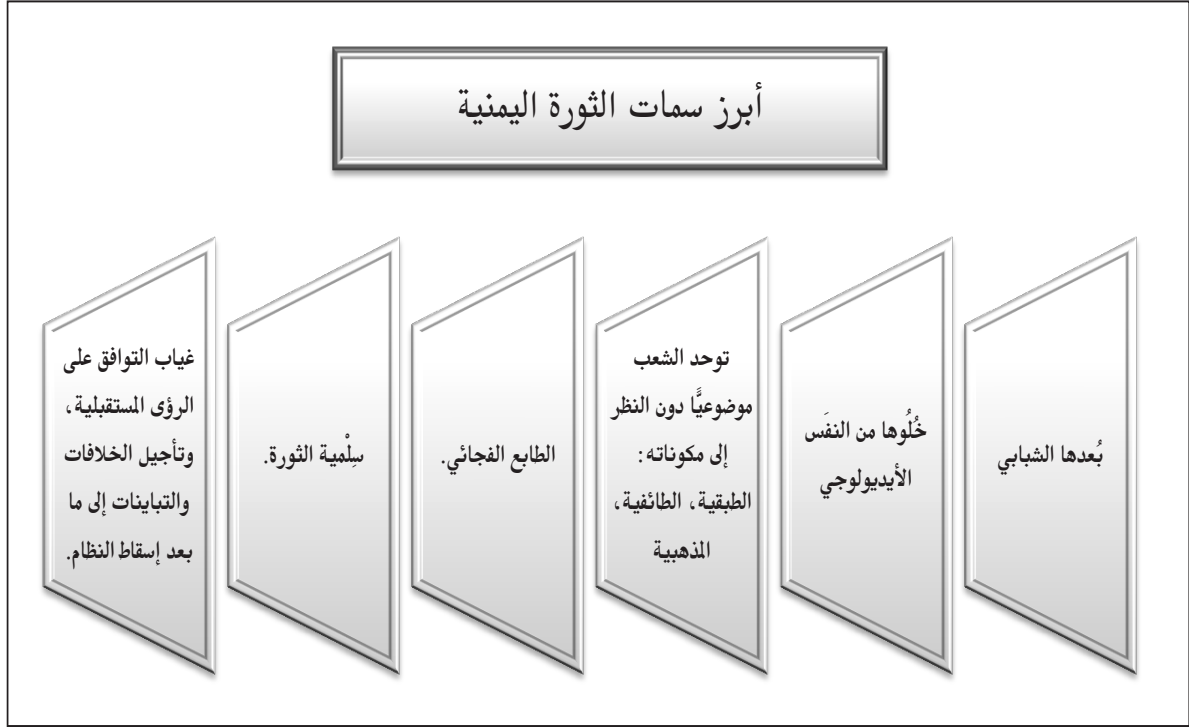 أبرز سمات الثورة اليمنية
بُعدها الشبابي
خُلُوها من النفَس
الأيديولوجي
توحد الشعب
موضوعيًّا دون النظر
إلى مكوناته:
الطبقية، الطائفية،
المذهبية
الطابع الفجائي.
سِلْمية الثورة.
غياب التوافق على
الرؤى المستقبلية،
وتأجيل الخلافات
والتباينات إلى ما
بعد إسقاط النظام.